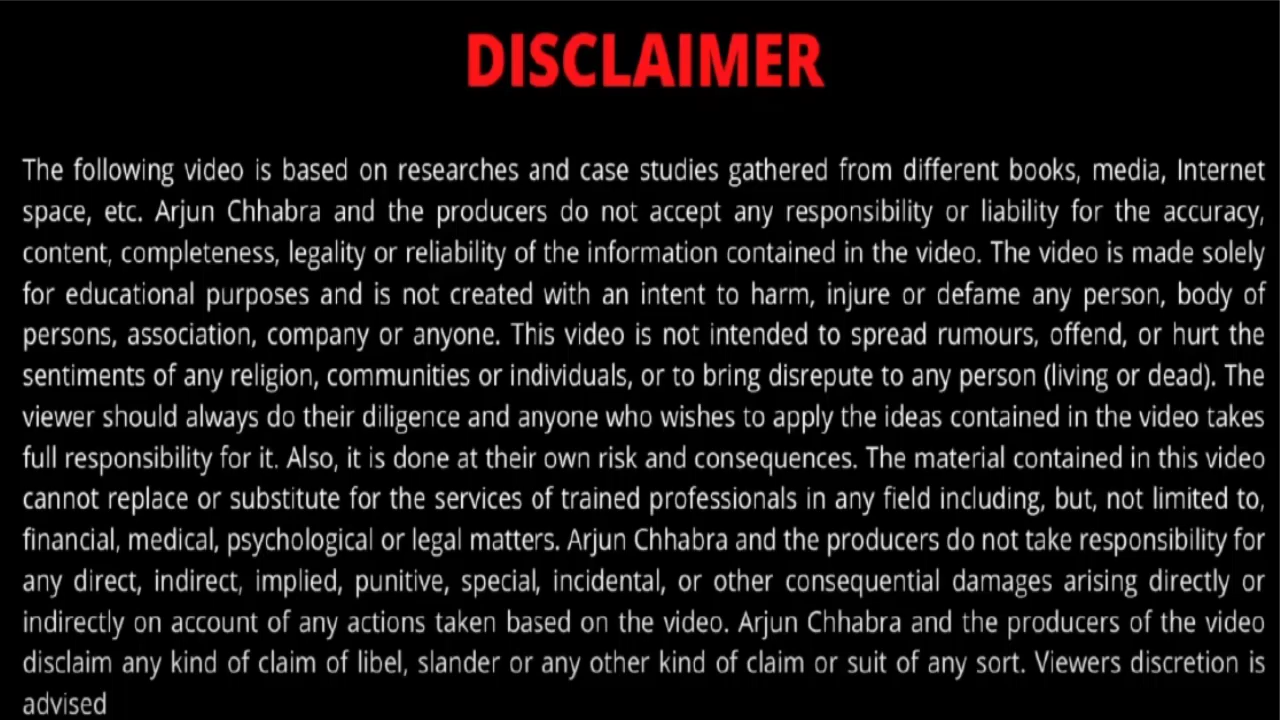 DISCLAIMER
The following video is based on researches and case studies gathered from different books, media, Internet
space, etc. Arjun Chhabra and the producers do not accept any responsibility or liability for the accuracy,
content, completeness, legality or reliability of the information contained in the video. The video is made solely
for educational purposes and is not created with an intent to harm, injure or defame any person, body of
persons, association, company or anyone. This video is not intended to spread rumours, offend, or hurt the
sentiments of any religion, communities or individuals, or to bring disrepute to any person (living or dead). The
viewer should always do their diligence and anyone who wishes to apply the ideas contained in the video takes
full responsibility for it. Also, it is done at their own risk and consequences. The material contained in this video
cannot replace or substitute for the services of trained professionals in any field including, but, not limited to,
financial, medical, psychological or legal matters. Arjun Chhabra and the producers do not take responsibility for
any direct, indirect, implied, punitive, special, incidental, or other consequential damages arising directly or
indirectly on account of any actions taken based on the video. Arjun Chhabra and the producers of the video
disclaim any kind of claim of libel, slander or any other kind of claim or suit of any sort. Viewers discretion is
advised